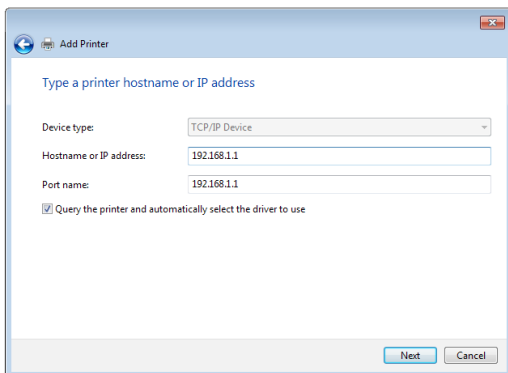 Add Printer
Type a printer hostname or IP address
Device type: TCP/IP Device
Hostname or IP address: 192.168.1.1
Port name: 192.168.1.1
Query the printer and automatically select the driver to use
Next Cancel